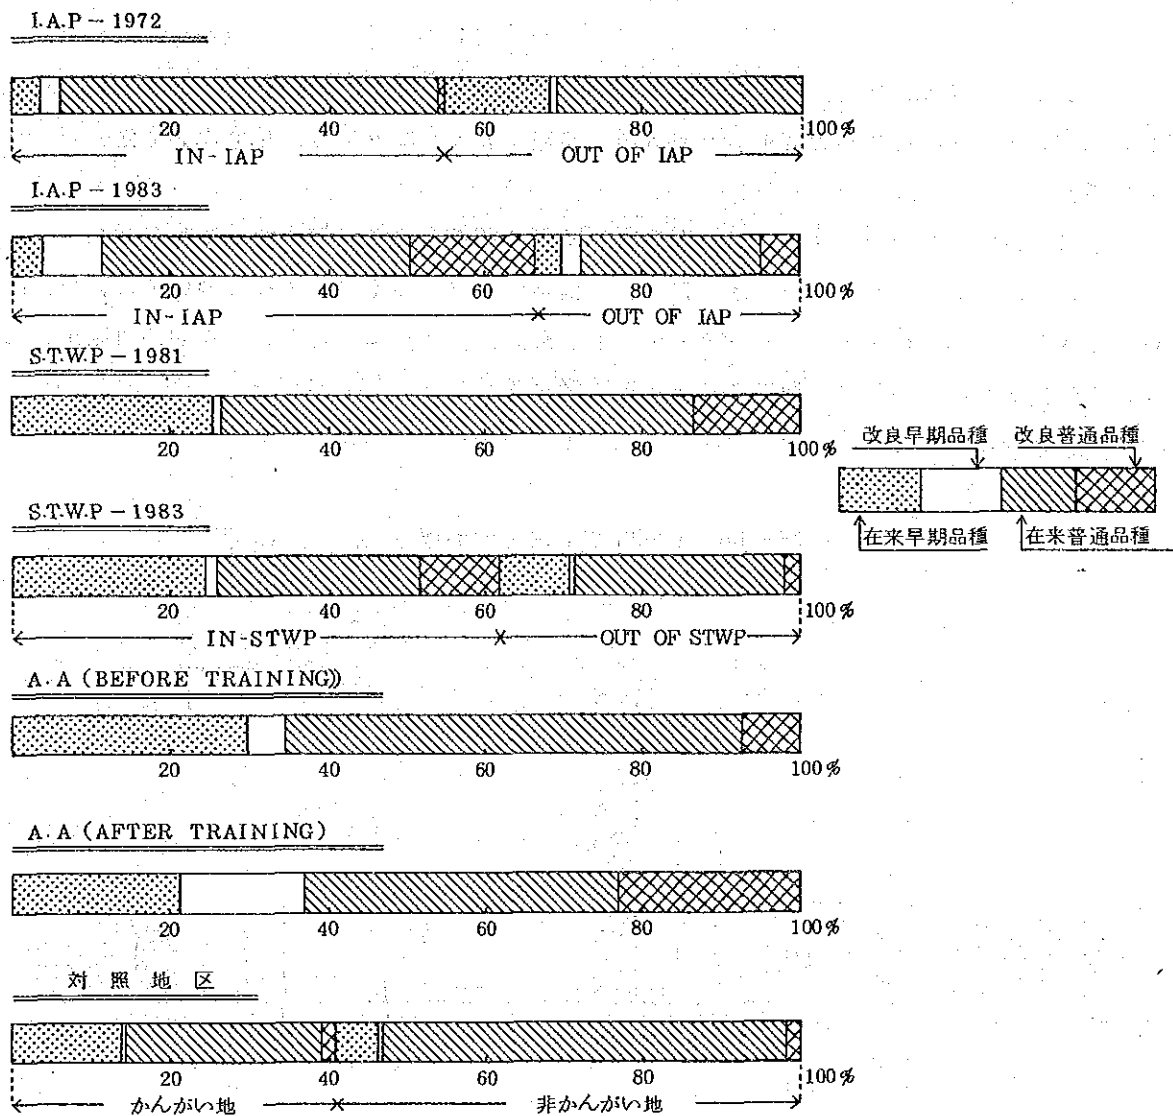 I.A.P - 1972
20 40 60 80 100%
IN-IAP OUT OF IAP
I.A.P - 1983
20 40 60 80 100%
IN-IAP OUT OF IAP
S.T.W.P - 1981
20 40 60 80 100%
改良早期品種 改良普通品種
在来早期品種 在来普通品種
S.T.W.P - 1983
20 40 60 80 100%
IN-STWP OUT OF STWP
A.A (BEFORE TRAINING))
20 40 60 80 100%
A.A (AFTER TRAINING)
20 40 60 80 100%
対照地区
20 40 60 80 100%
かんがい地 非かんがい地